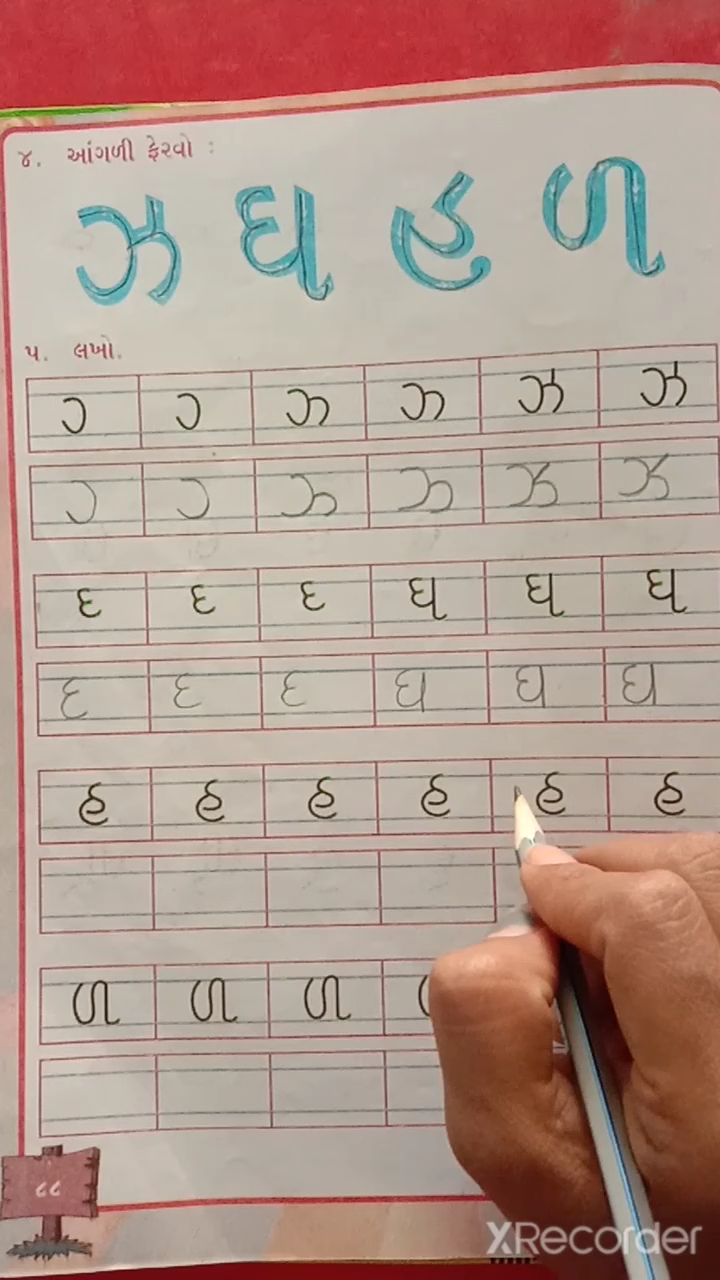 ૪. આંગળી ફેરવો :
ઝ ઘ હ ળ
૫. લખો.
ઝ ઝ
ઝ ઝ
ઘ ઘ ઘ
ઘ ઘ ઘ
હ હ હ હ હ હ
ળ ળ ળ
૮૮
XRecorder